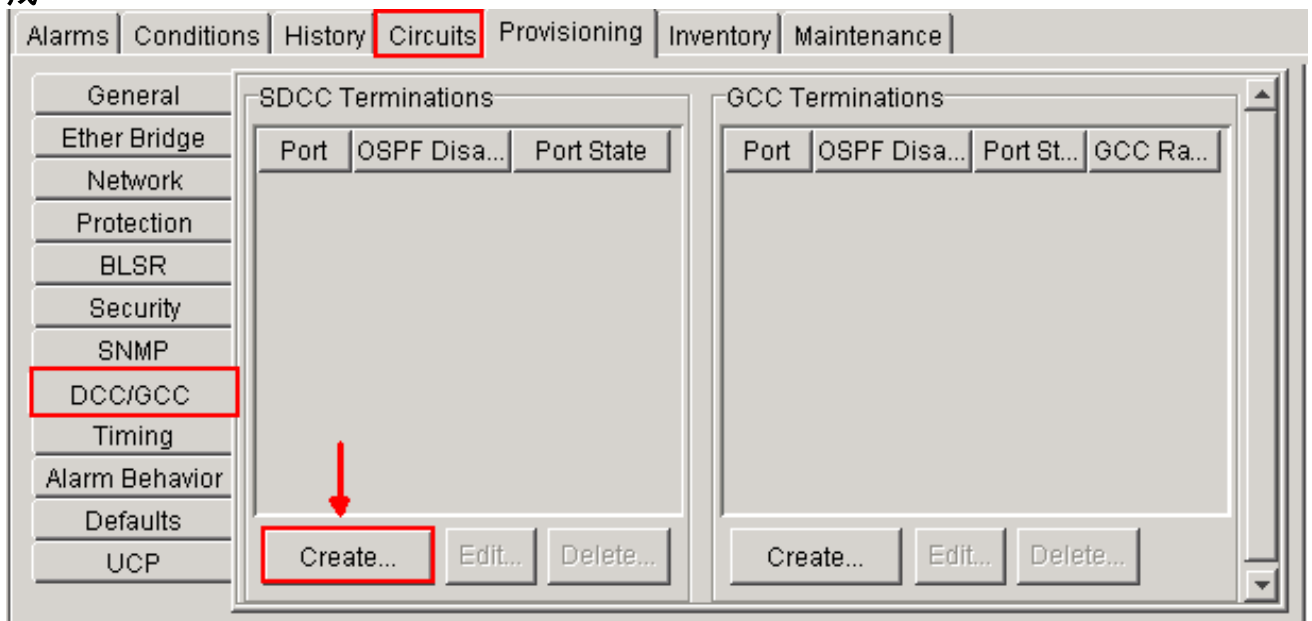 Alarms Conditions History Circuits Provisioning Inventory Maintenance
General
Ether Bridge
Network
Protection
BLSR
Security
SNMP
DCC/GCC
Timing
Alarm Behavior
Defaults
UCP
SDCC Terminations
Port OSPF Disa... Port State
Create... Edit... Delete...
GCC Terminations
Port OSPF Disa... Port St... GCC Ra...
Create... Edit... Delete...